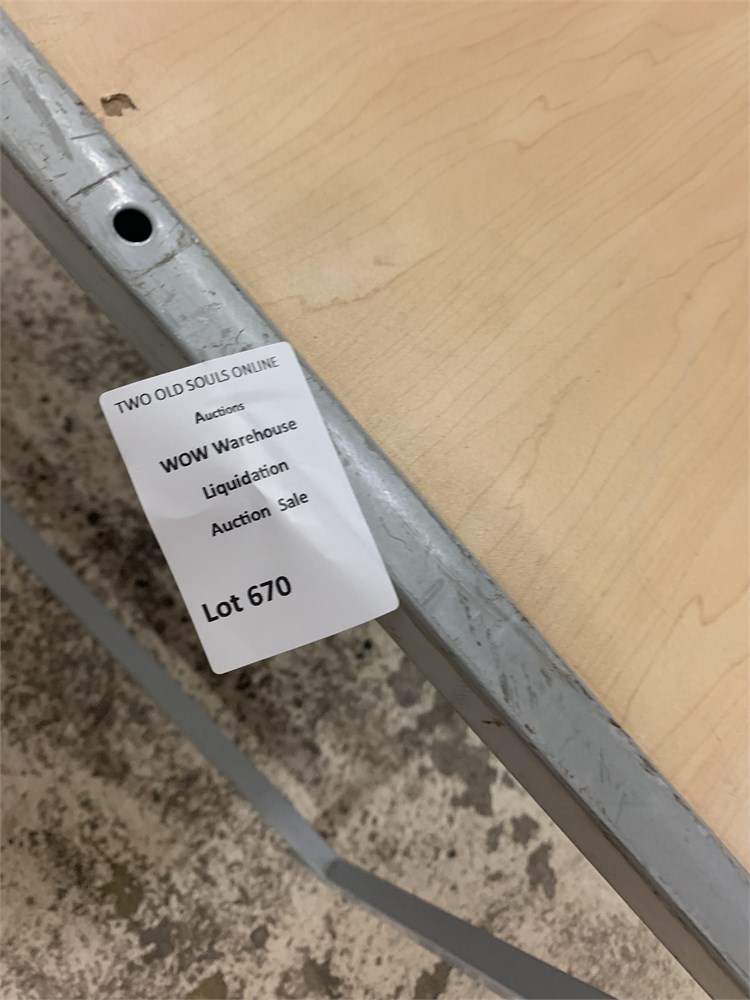 TWO OLD SOULS ONLINE
Auctions
WOW Warehouse
Liquidation
Auction Sale
Lot 670